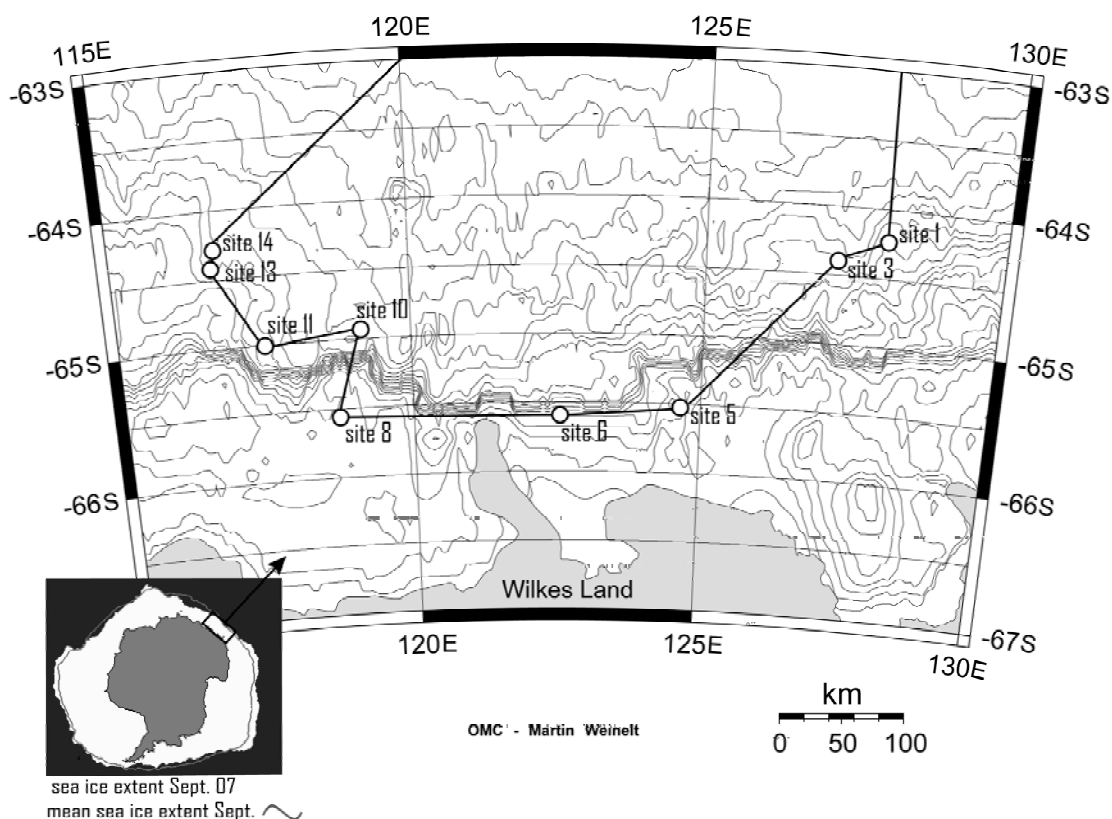 120E 125E
115E 130E
-63S -63S
-64S -64S
site 14
site 13
site 1
site 3
site 10
site 11
-65S -65S
site 8
site 6
site 5
-66S -66S
Wilkes Land
-67S
120E 125E
130E
km
0 50 100
OMC - Martin Weinelt
sea ice extent Sept. 07
mean sea ice extent Sept.